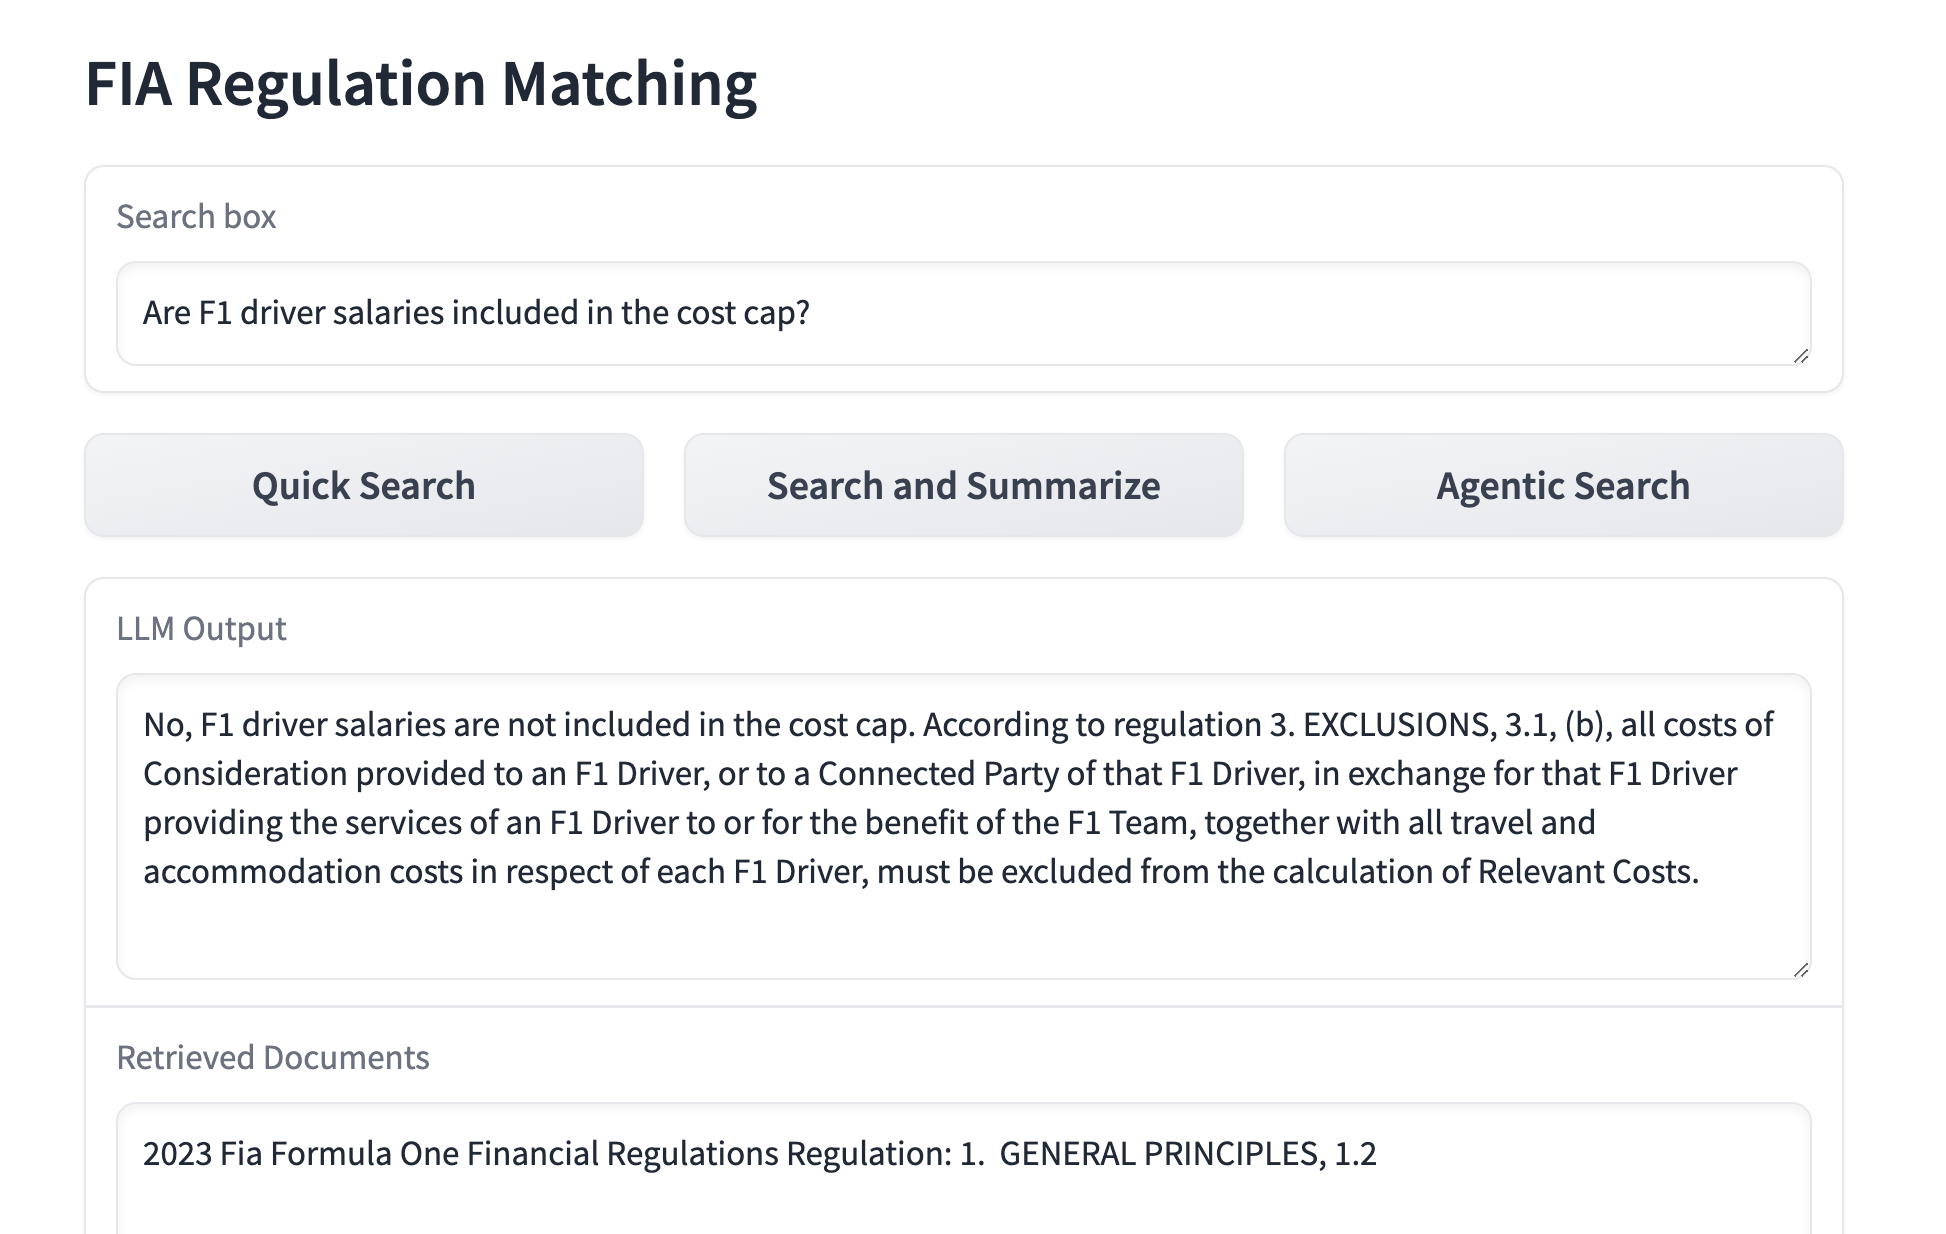 FIA Regulation Matching
Search box
Are F1 driver salaries included in the cost cap?
Quick Search
Search and Summarize
Agentic Search
LLM Output
No, F1 driver salaries are not included in the cost cap. According to regulation 3. EXCLUSIONS, 3.1, (b), all costs of
Consideration provided to an F1 Driver, or to a Connected Party of that F1 Driver, in exchange for that F1 Driver
providing the services of an F1 Driver to or for the benefit of the F1 Team, together with all travel and
accommodation costs in respect of each F1 Driver, must be excluded from the calculation of Relevant Costs.
Retrieved Documents
2023 Fia Formula One Financial Regulations Regulation: 1.  GENERAL PRINCIPLES, 1.2